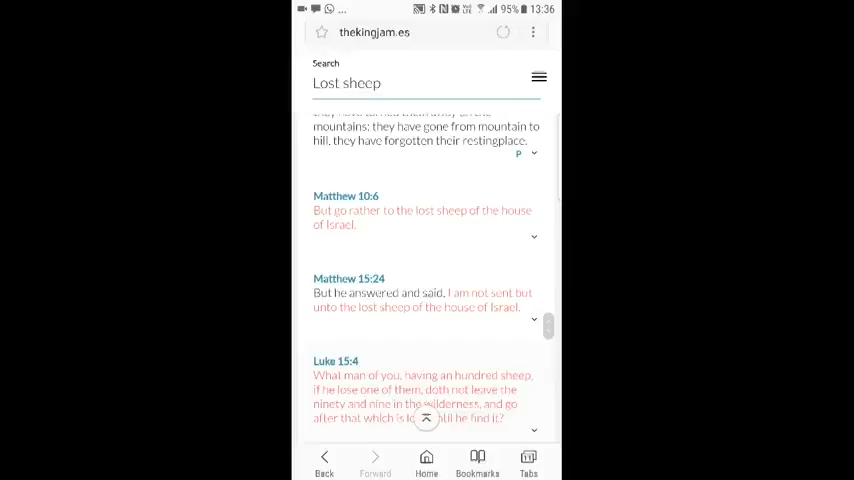 95% 13:36
thekingjam.es
Search
Lost sheep
mountains: they have gone from mountain to
hill, they have forgotten their restingplace.
P
Matthew 10:6
But go rather to the lost sheep of the house
of Israel.
Matthew 15:24
But he answered and said, I am not sent but
unto the lost sheep of the house of Israel.
Luke 15:4
What man of you, having an hundred sheep,
if he lose one of them, doth not leave the
ninety and nine in the wilderness, and go
after that which is until he find it?
Back Forward Home Bookmarks Tabs